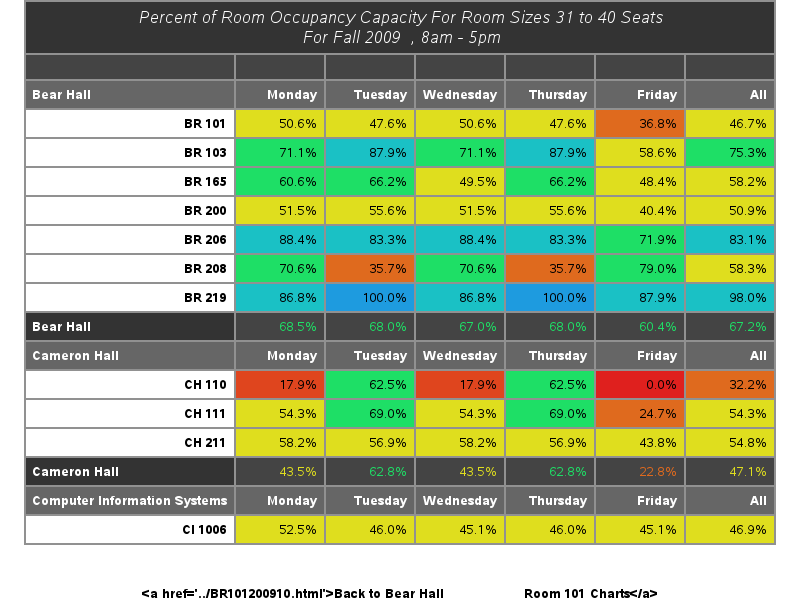 Percent of Room Occupancy Capacity For Room Sizes 31 to 40 Seats
For Fall 2009 , 8am - 5pm
Bear Hall Monday Tuesday Wednesday Thursday Friday All
BR 101 50.6% 47.6% 50.6% 47.6% 36.8% 46.7%
BR 103 71.1% 87.9% 71.1% 87.9% 58.6% 75.3%
BR 165 60.6% 66.2% 49.5% 66.2% 48.4% 58.2%
BR 200 51.5% 55.6% 51.5% 55.6% 40.4% 50.9%
BR 206 88.4% 83.3% 88.4% 83.3% 71.9% 83.1%
BR 208 70.6% 35.7% 70.6% 35.7% 79.0% 58.3%
BR 219 86.8% 100.0% 86.8% 100.0% 87.9% 98.0%
Bear Hall 68.5% 68.0% 67.0% 68.0% 60.4% 67.2%
Cameron Hall Monday Tuesday Wednesday Thursday Friday All
CH 110 17.9% 62.5% 17.9% 62.5% 0.0% 32.2%
CH 111 54.3% 69.0% 54.3% 69.0% 24.7% 54.3%
CH 211 58.2% 56.9% 58.2% 56.9% 43.8% 54.8%
Cameron Hall 43.5% 62.8% 43.5% 62.8% 22.8% 47.1%
Computer Information Systems Monday Tuesday Wednesday Thursday Friday All
CI 1006 52.5% 46.0% 45.1% 46.0% 45.1% 46.9%
<a href='../BR101200910.html'>Back to Bear Hall Room 101 Charts</a>